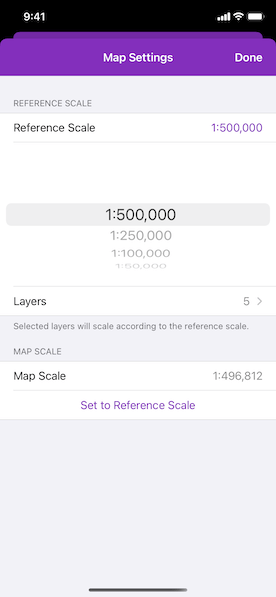 9:41
Map Settings
Done
REFERENCE SCALE
Reference Scale
1:500,000
1:500,000
1:250,000
1:100,000
1:50,000
Layers
5
Selected layers will scale according to the reference scale.
MAP SCALE
Map Scale
1:496,812
Set to Reference Scale